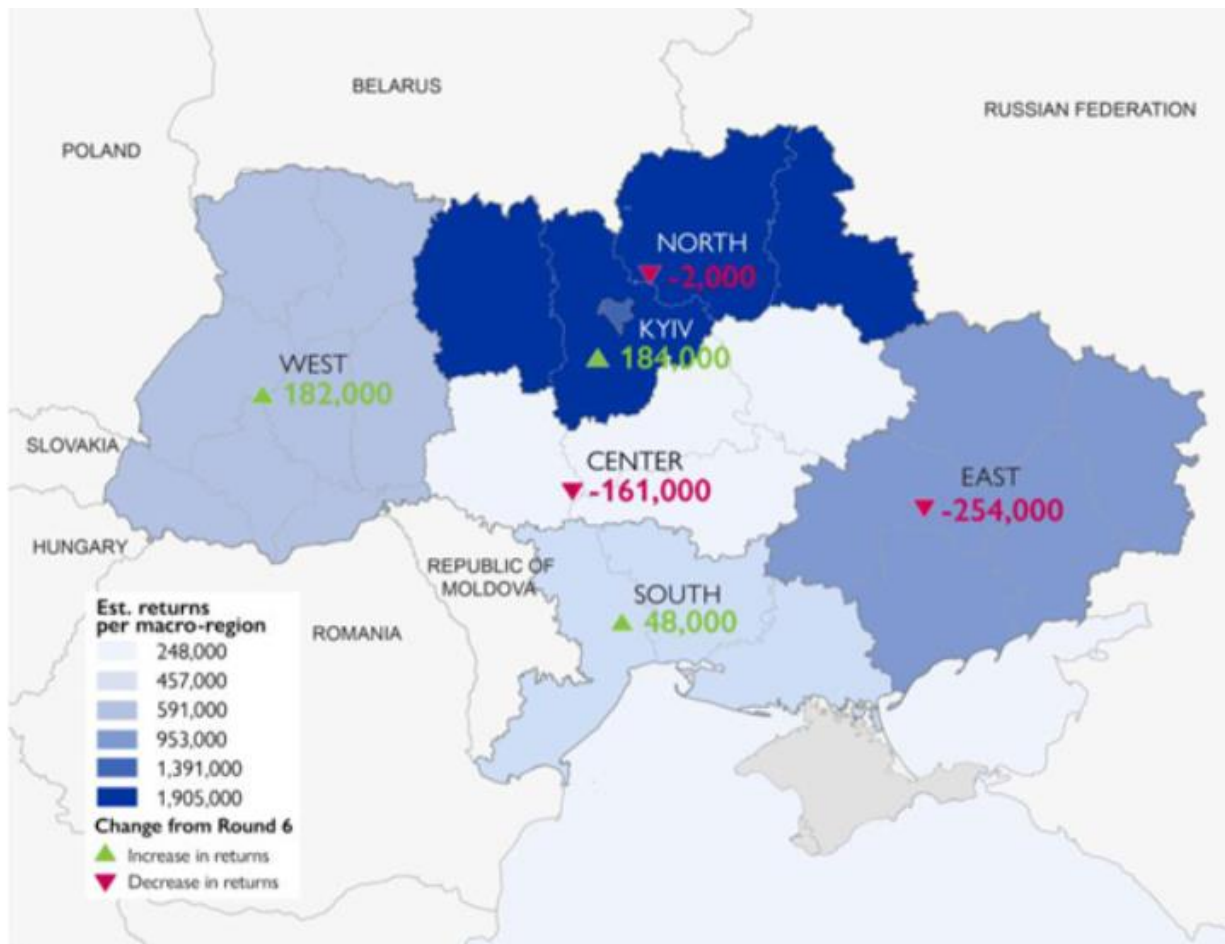 BELARUS
RUSSIAN FEDERATION
POLAND
NORTH
-2,000
KYIV
184,000
WEST
182,000
SLOVAKIA
CENTER
-161,000
EAST
-254,000
HUNGARY
REPUBLIC OF
MOLDOVA
SOUTH
48,000
ROMANIA
Est. returns
per macro-region
248,000
457,000
591,000
953,000
1,391,000
1,905,000
Change from Round 6
Increase in returns
Decrease in returns